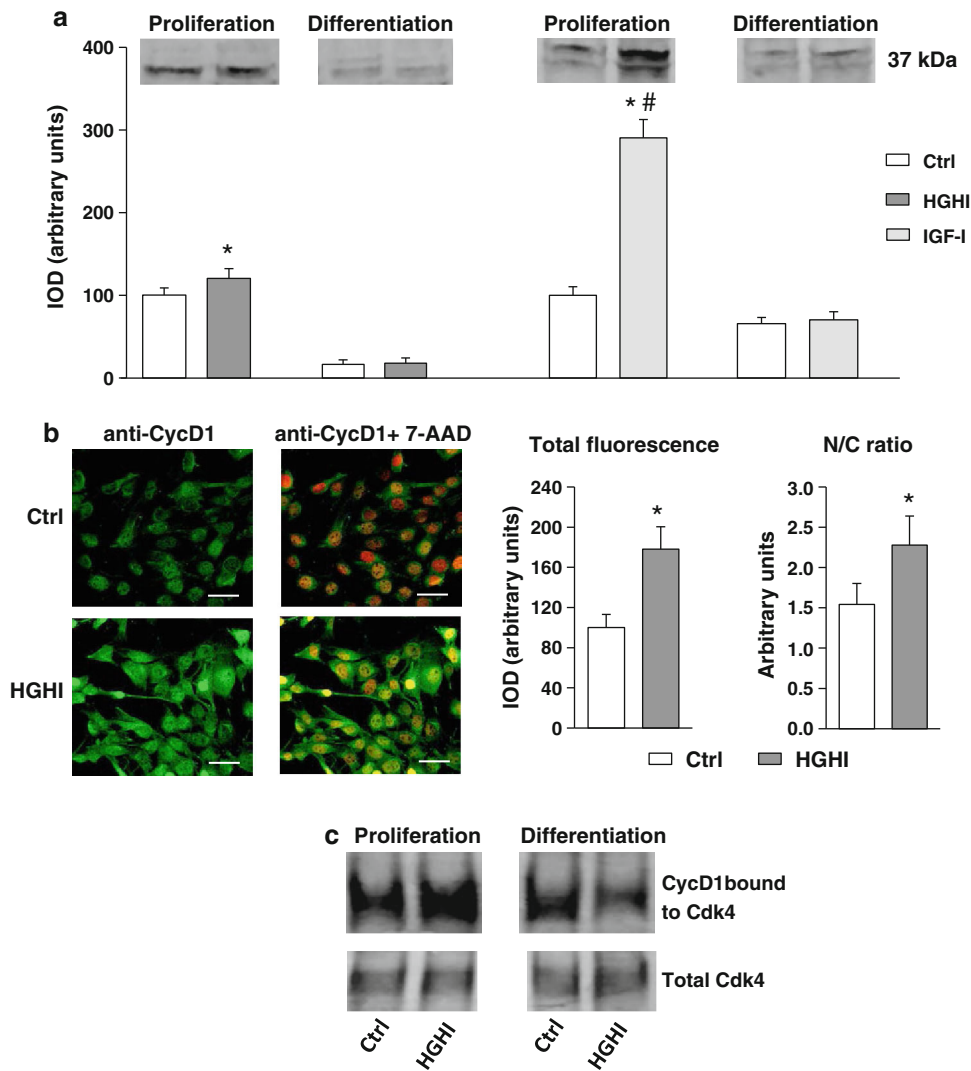 a
Proliferation Differentiation Proliferation Differentiation
37 kDa
IOD (arbitrary units)
400
300
200
100
0
*
* #
Ctrl
HGHI
IGF-I
b
anti-CycD1 anti-CycD1+ 7-AAD
Ctrl
HGHI
Total fluorescence
IOD (arbitrary units)
240
200
160
120
80
40
0
*
N/C ratio
Arbitrary units
3.0
2.5
2.0
1.5
1.0
0.5
0.0
*
Ctrl HGHI
c Proliferation Differentiation
CycD1bound
to Cdk4
Total Cdk4
Ctrl HGHI Ctrl HGHI